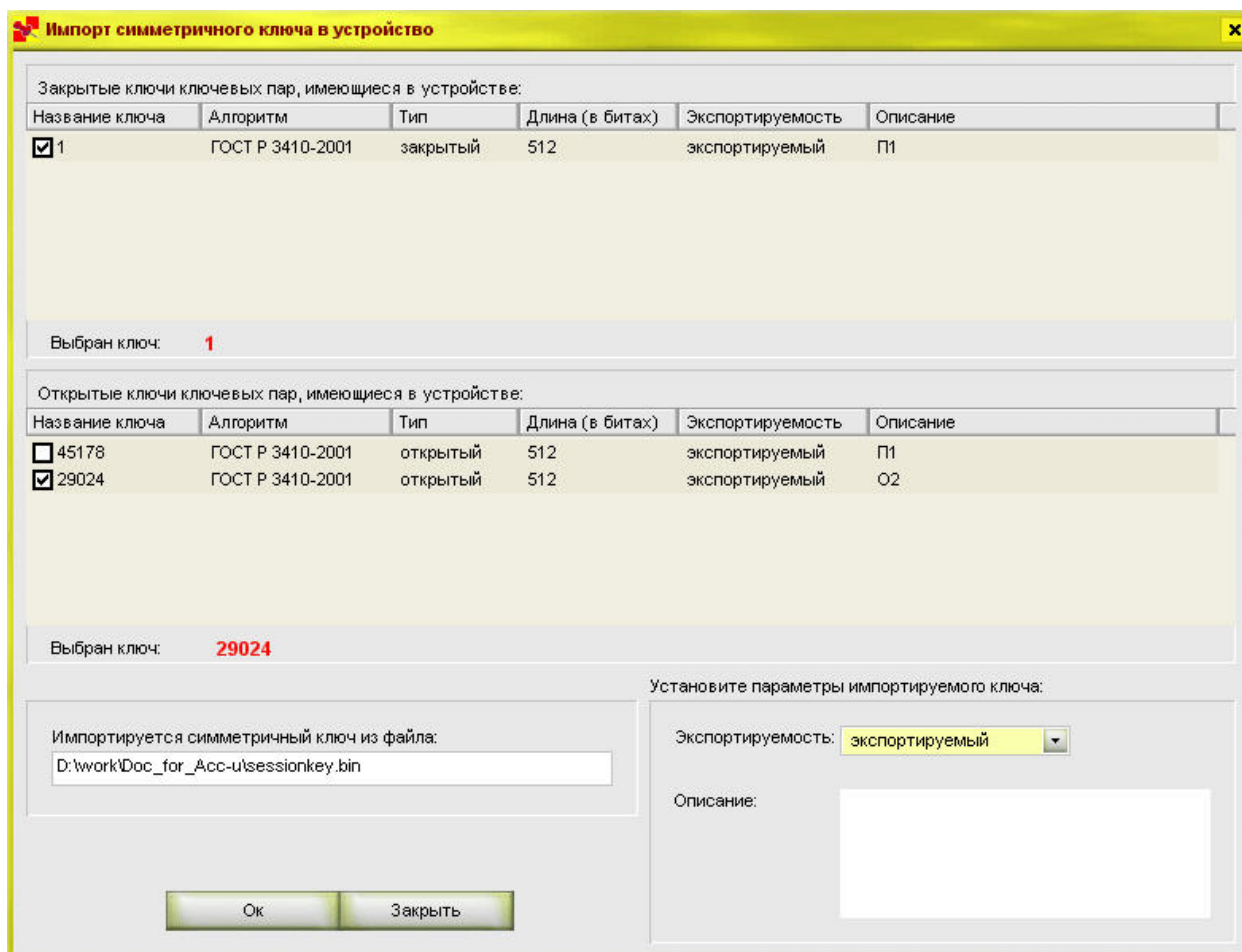 Импорт симметричного ключа в устройство
Закрытые ключи ключевых пар, имеющиеся в устройстве:
Название ключа Алгоритм Тип Длина (в битах) Экспортируемость Описание
1 ГОСТ Р 3410-2001 закрытый 512 экспортируемый П1
Выбран ключ: 1
Открытые ключи ключевых пар, имеющиеся в устройстве:
Название ключа Алгоритм Тип Длина (в битах) Экспортируемость Описание
45178 ГОСТ Р 3410-2001 открытый 512 экспортируемый П1
29024 ГОСТ Р 3410-2001 открытый 512 экспортируемый О2
Выбран ключ: 29024
Установите параметры импортируемого ключа:
Импортируется симметричный ключ из файла:
D:\work\Doc_for_Acc-u\sessionkey.bin
Экспортируемость: экспортируемый
Описание:
Ок Закрыть